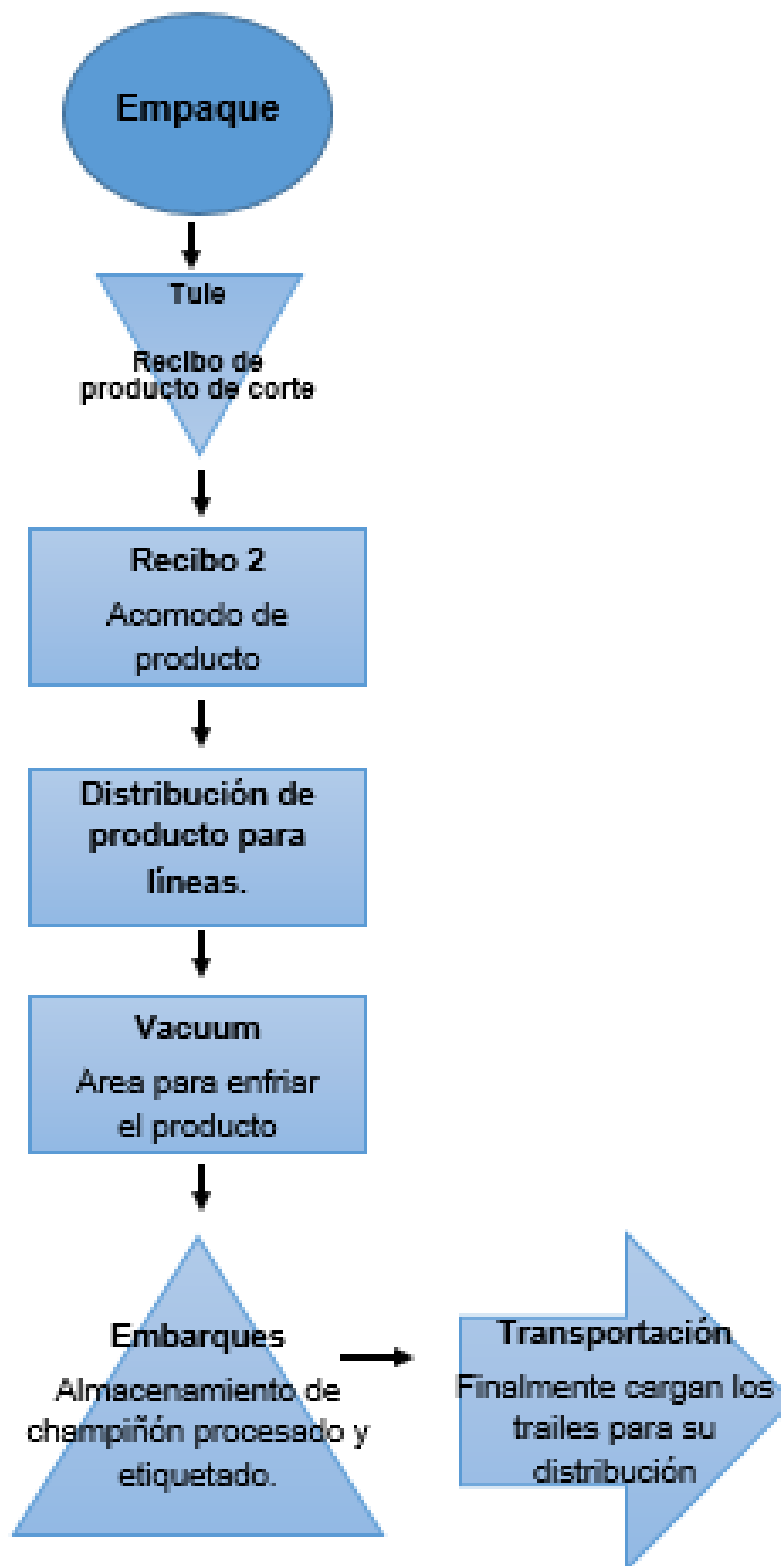 Empaque
Tule
Recibo de
producto de corte
Recibo 2
Acomodo de
producto
Distribución de
producto para
líneas.
Vacuum
Area para enfriar
el producto
Embarques
Almacenamiento de
champiñón procesado y
etiquetado.
Transportación
Finalmente cargan los
trailes para su
distribución